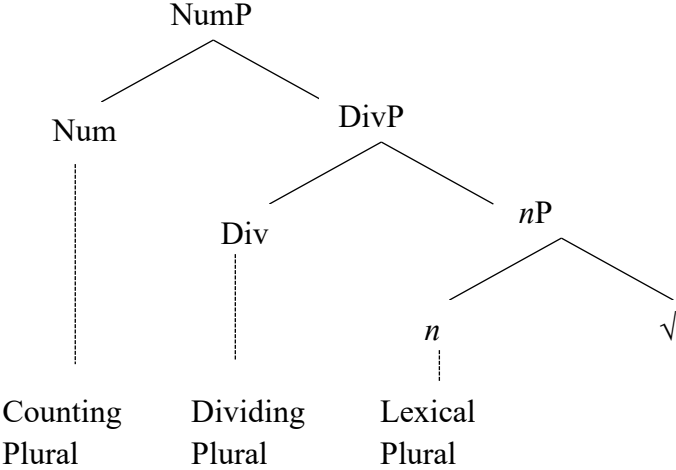 NumP
Num
DivP
Div
nP
n
√
Counting Dividing Lexical
Plural Plural Plural